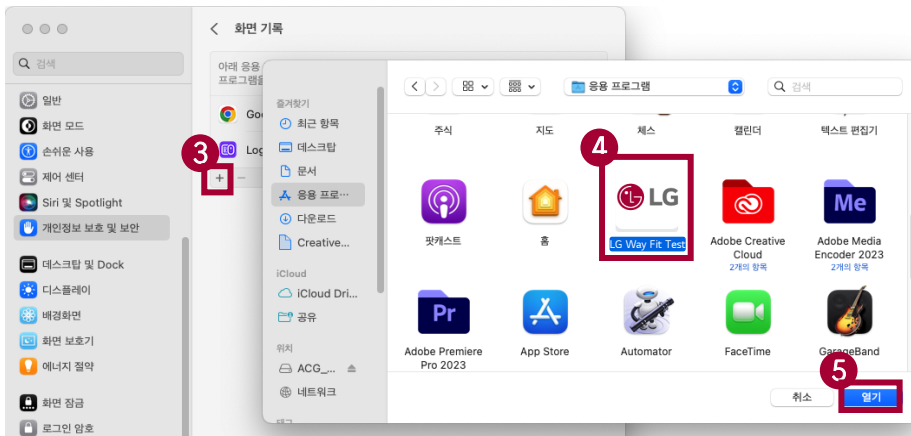 화면 기록
검색
일반
화면 모드
손쉬운 사용
제어 센터
Siri 및 Spotlight
개인정보 보호 및 보안
데스크탑 및 Dock
디스플레이
배경화면
화면 보호기
에너지 절약
화면 잠금
로그인 암호
아래 응용
프로그램을
Goo
Log
3
+ −
즐겨찾기
최근 항목
데스크탑
문서
응용 프로…
다운로드
Creative...
iCloud
iCloud Dri...
공유
위치
ACG_...
네트워크
태그
응용 프로그램
검색
주식
지도
체스
캘린더
텍스트 편집기
4
LG
Me
팟캐스트
홈
LG Way Fit Test
Adobe Creative
Cloud
2개의 항목
Adobe Media
Encoder 2023
2개의 항목
Pr
Adobe Premiere
Pro 2023
App Store
Automator
FaceTime
GarageBand
5
취소
열기